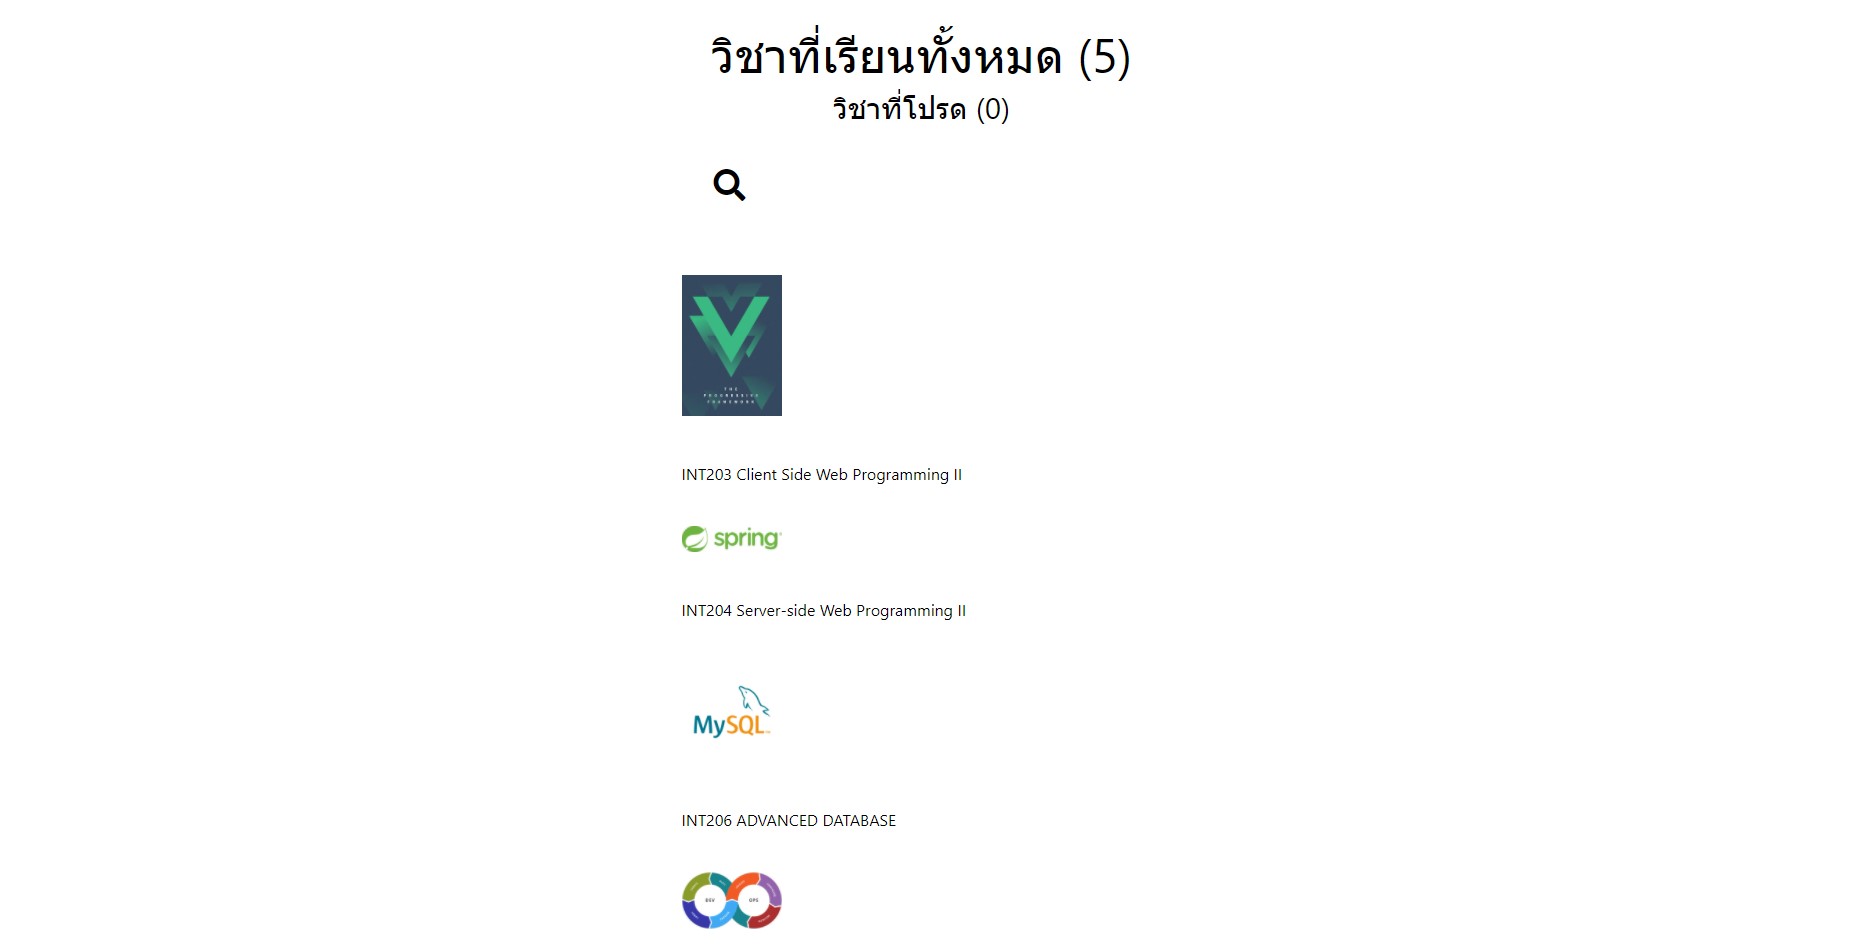 วิชาที่เรียนทั้งหมด (5)
วิชาที่โปรด (0)
THE
PROGRESSIVE
FRAMEWORK
INT203 Client Side Web Programming II
spring
INT204 Server-side Web Programming II
MySQL
INT206 ADVANCED DATABASE
DEV
OPS